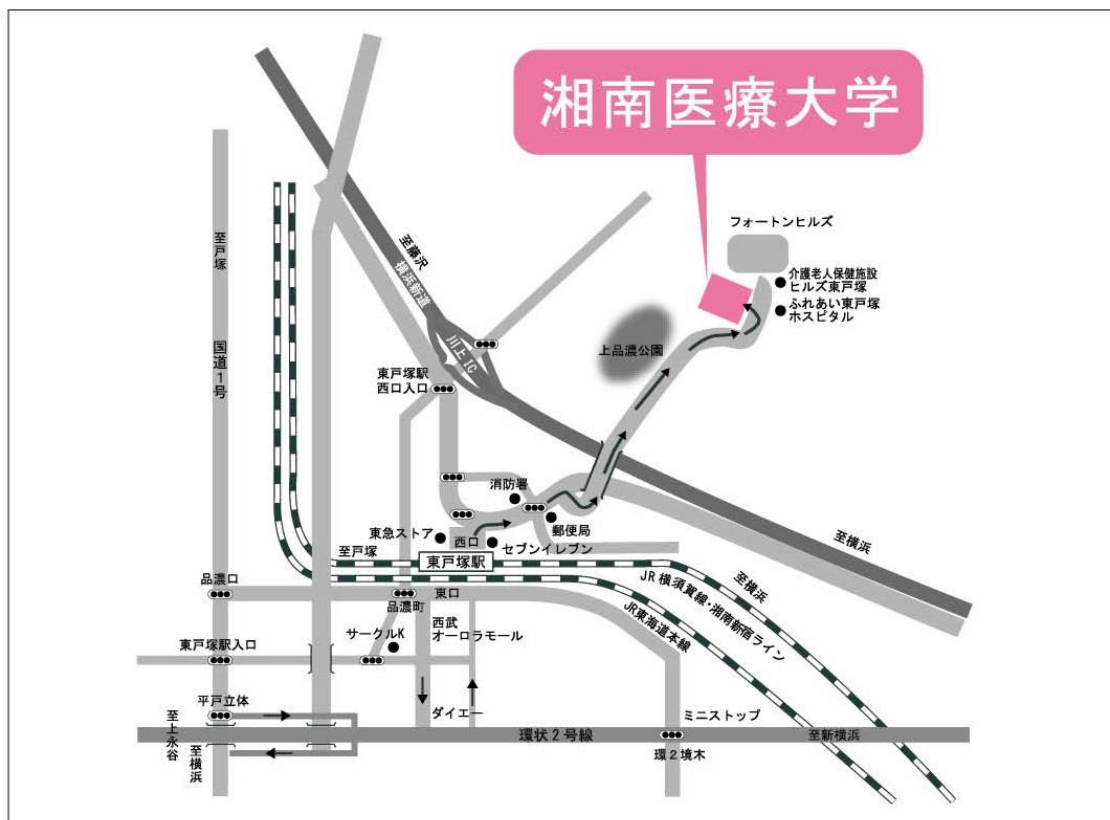 湘南医療大学
フォートンヒルズ
介護老人保健施設
ヒルズ東戸塚
ふれあい東戸塚
ホスピタル
至戸塚
至藤沢
横浜新道
国道1号
川上IC
上品濃公園
東戸塚駅
西口入口
消防署
郵便局
東急ストア
西口
セブンイレブン
至横浜
至戸塚
東戸塚駅
至横浜
JR横須賀線・湘南新宿ライン
JR東海道本線
品濃口
品濃町
東口
西武
オーロラモール
サークルK
東戸塚駅入口
平戸立体
ダイエー
ミニストップ
至上永谷
至横浜
環状2号線
環2境木
至新横浜